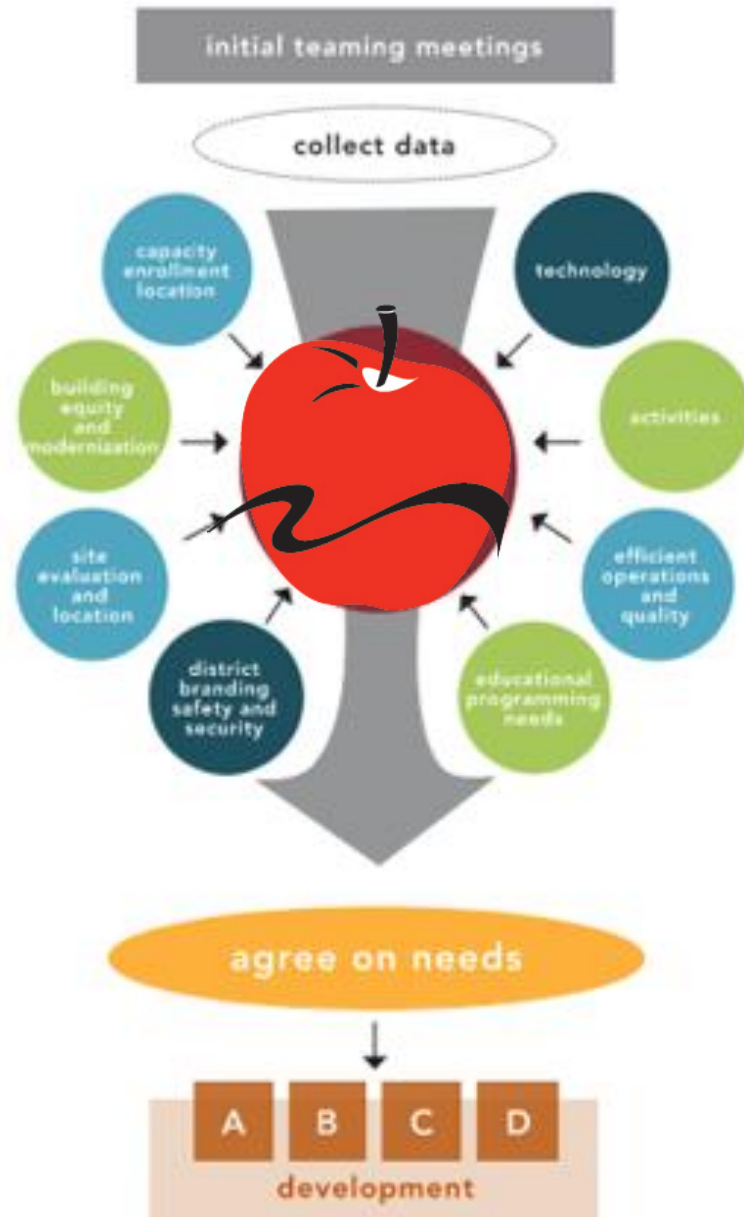 initial teaming meetings
collect data
capacity
enrollment
location
technology
building
equity
and
modernization
activities
site
evaluation
and
location
efficient
operations
and
quality
district
branding
safety and
security
educational
programming
needs
agree on needs
A B C D
development